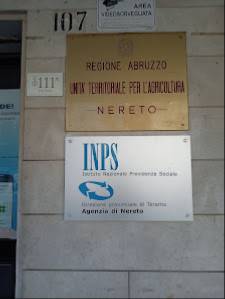 107
AREA
VIDEOSORVEGLIATA
111
REGIONE ABRUZZO
UNITA' TERRITORIALE PER L'AGRICOLTURA
NERETO
INPS
Istituto Nazionale Previdenza Sociale
Direzione provinciale di Teramo
Agenzia di Nereto